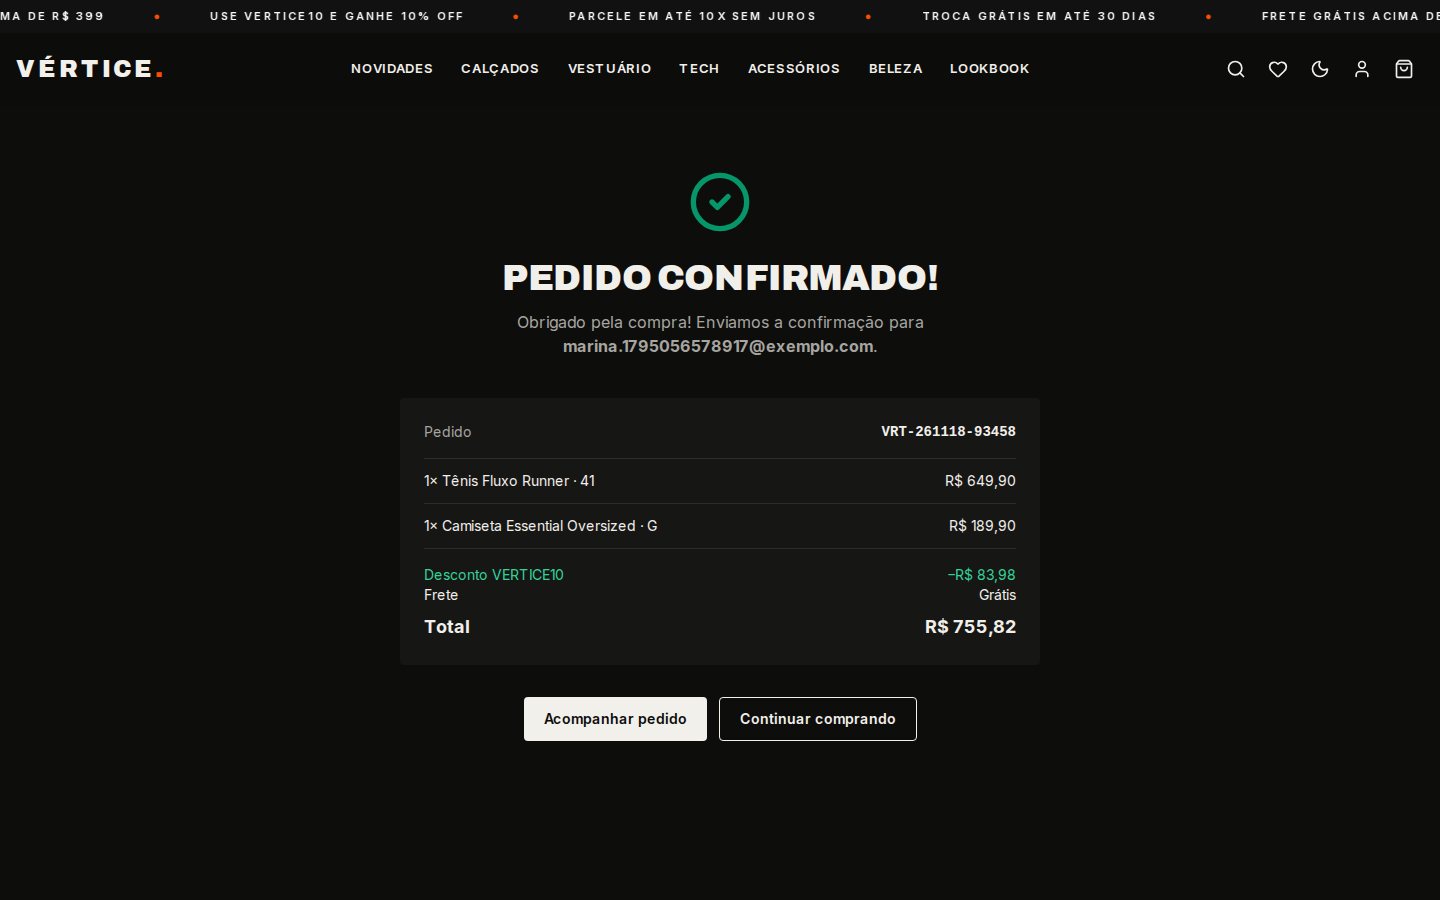 MA DE R$ 399 • USE VERTICE10 E GANHE 10% OFF • PARCELE EM ATÉ 10X SEM JUROS • TROCA GRÁTIS EM ATÉ 30 DIAS • FRETE GRÁTIS ACIMA DE
VÉRTICE. NOVIDADES CALÇADOS VESTUÁRIO TECH ACESSÓRIOS BELEZA LOOKBOOK
PEDIDO CONFIRMADO!
Obrigado pela compra! Enviamos a confirmação para
marina.1795056578917@exemplo.com.
Pedido VRT-261118-93458
1× Tênis Fluxo Runner · 41 R$ 649,90
1× Camiseta Essential Oversized · G R$ 189,90
Desconto VERTICE10 −R$ 83,98
Frete Grátis
Total R$ 755,82
Acompanhar pedido Continuar comprando